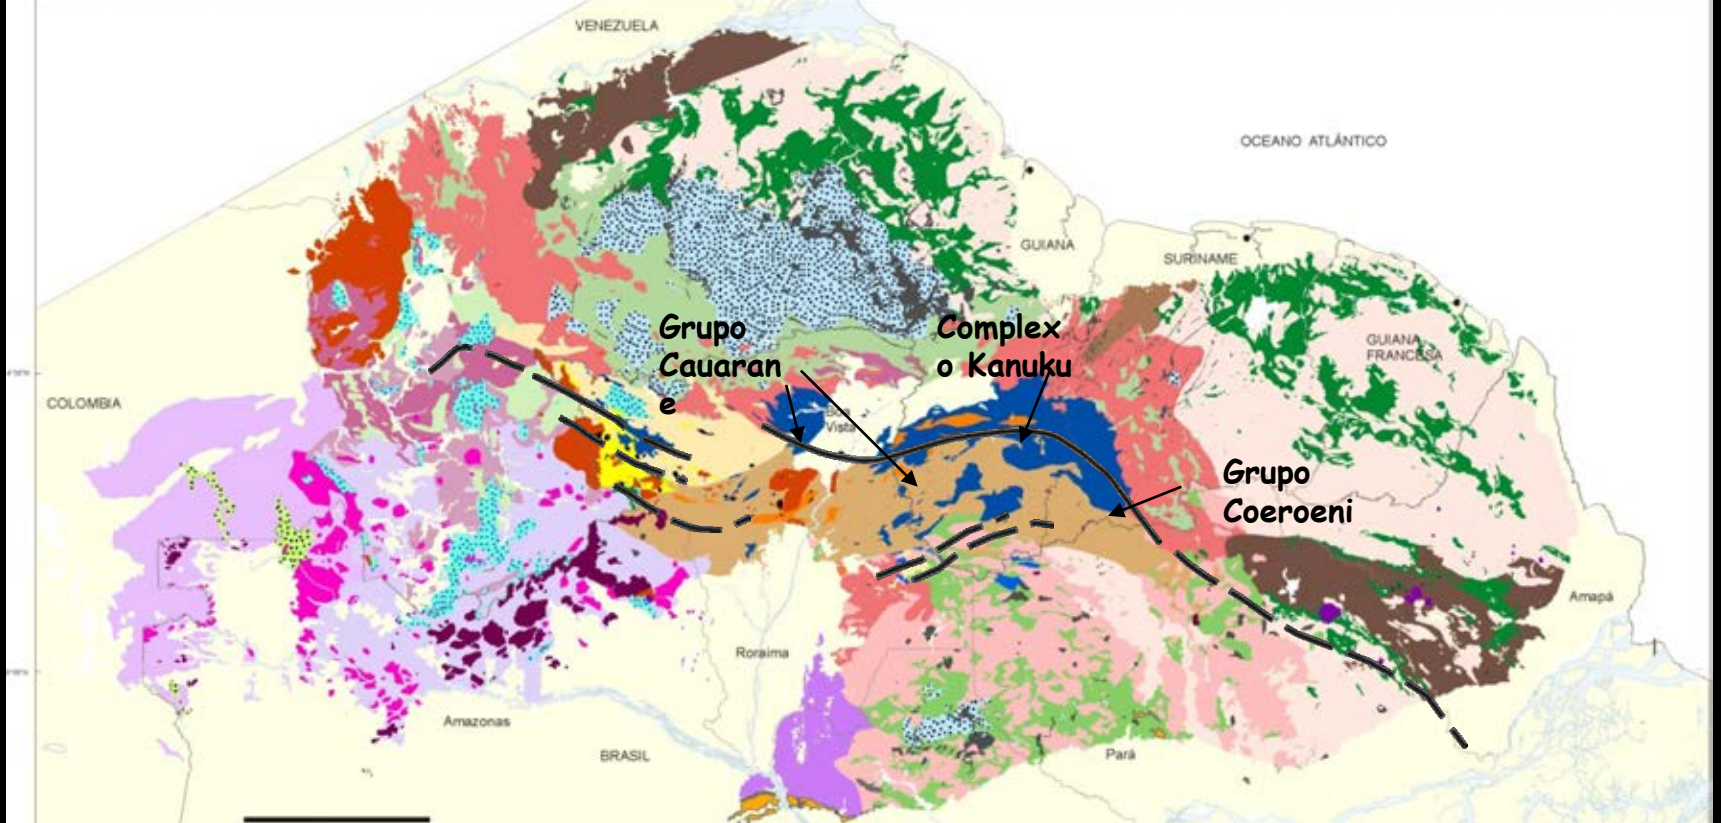 VENEZUELA
OCEANO ATLÂNTICO
GUIANA
SURINAME
Grupo
Cauaran
e
Complex
o Kanuku
GUIANA
FRANCESA
COLOMBIA
Boa
Vista
Grupo
Coeroeni
Amapá
Roraima
Amazonas
BRASIL
Pará